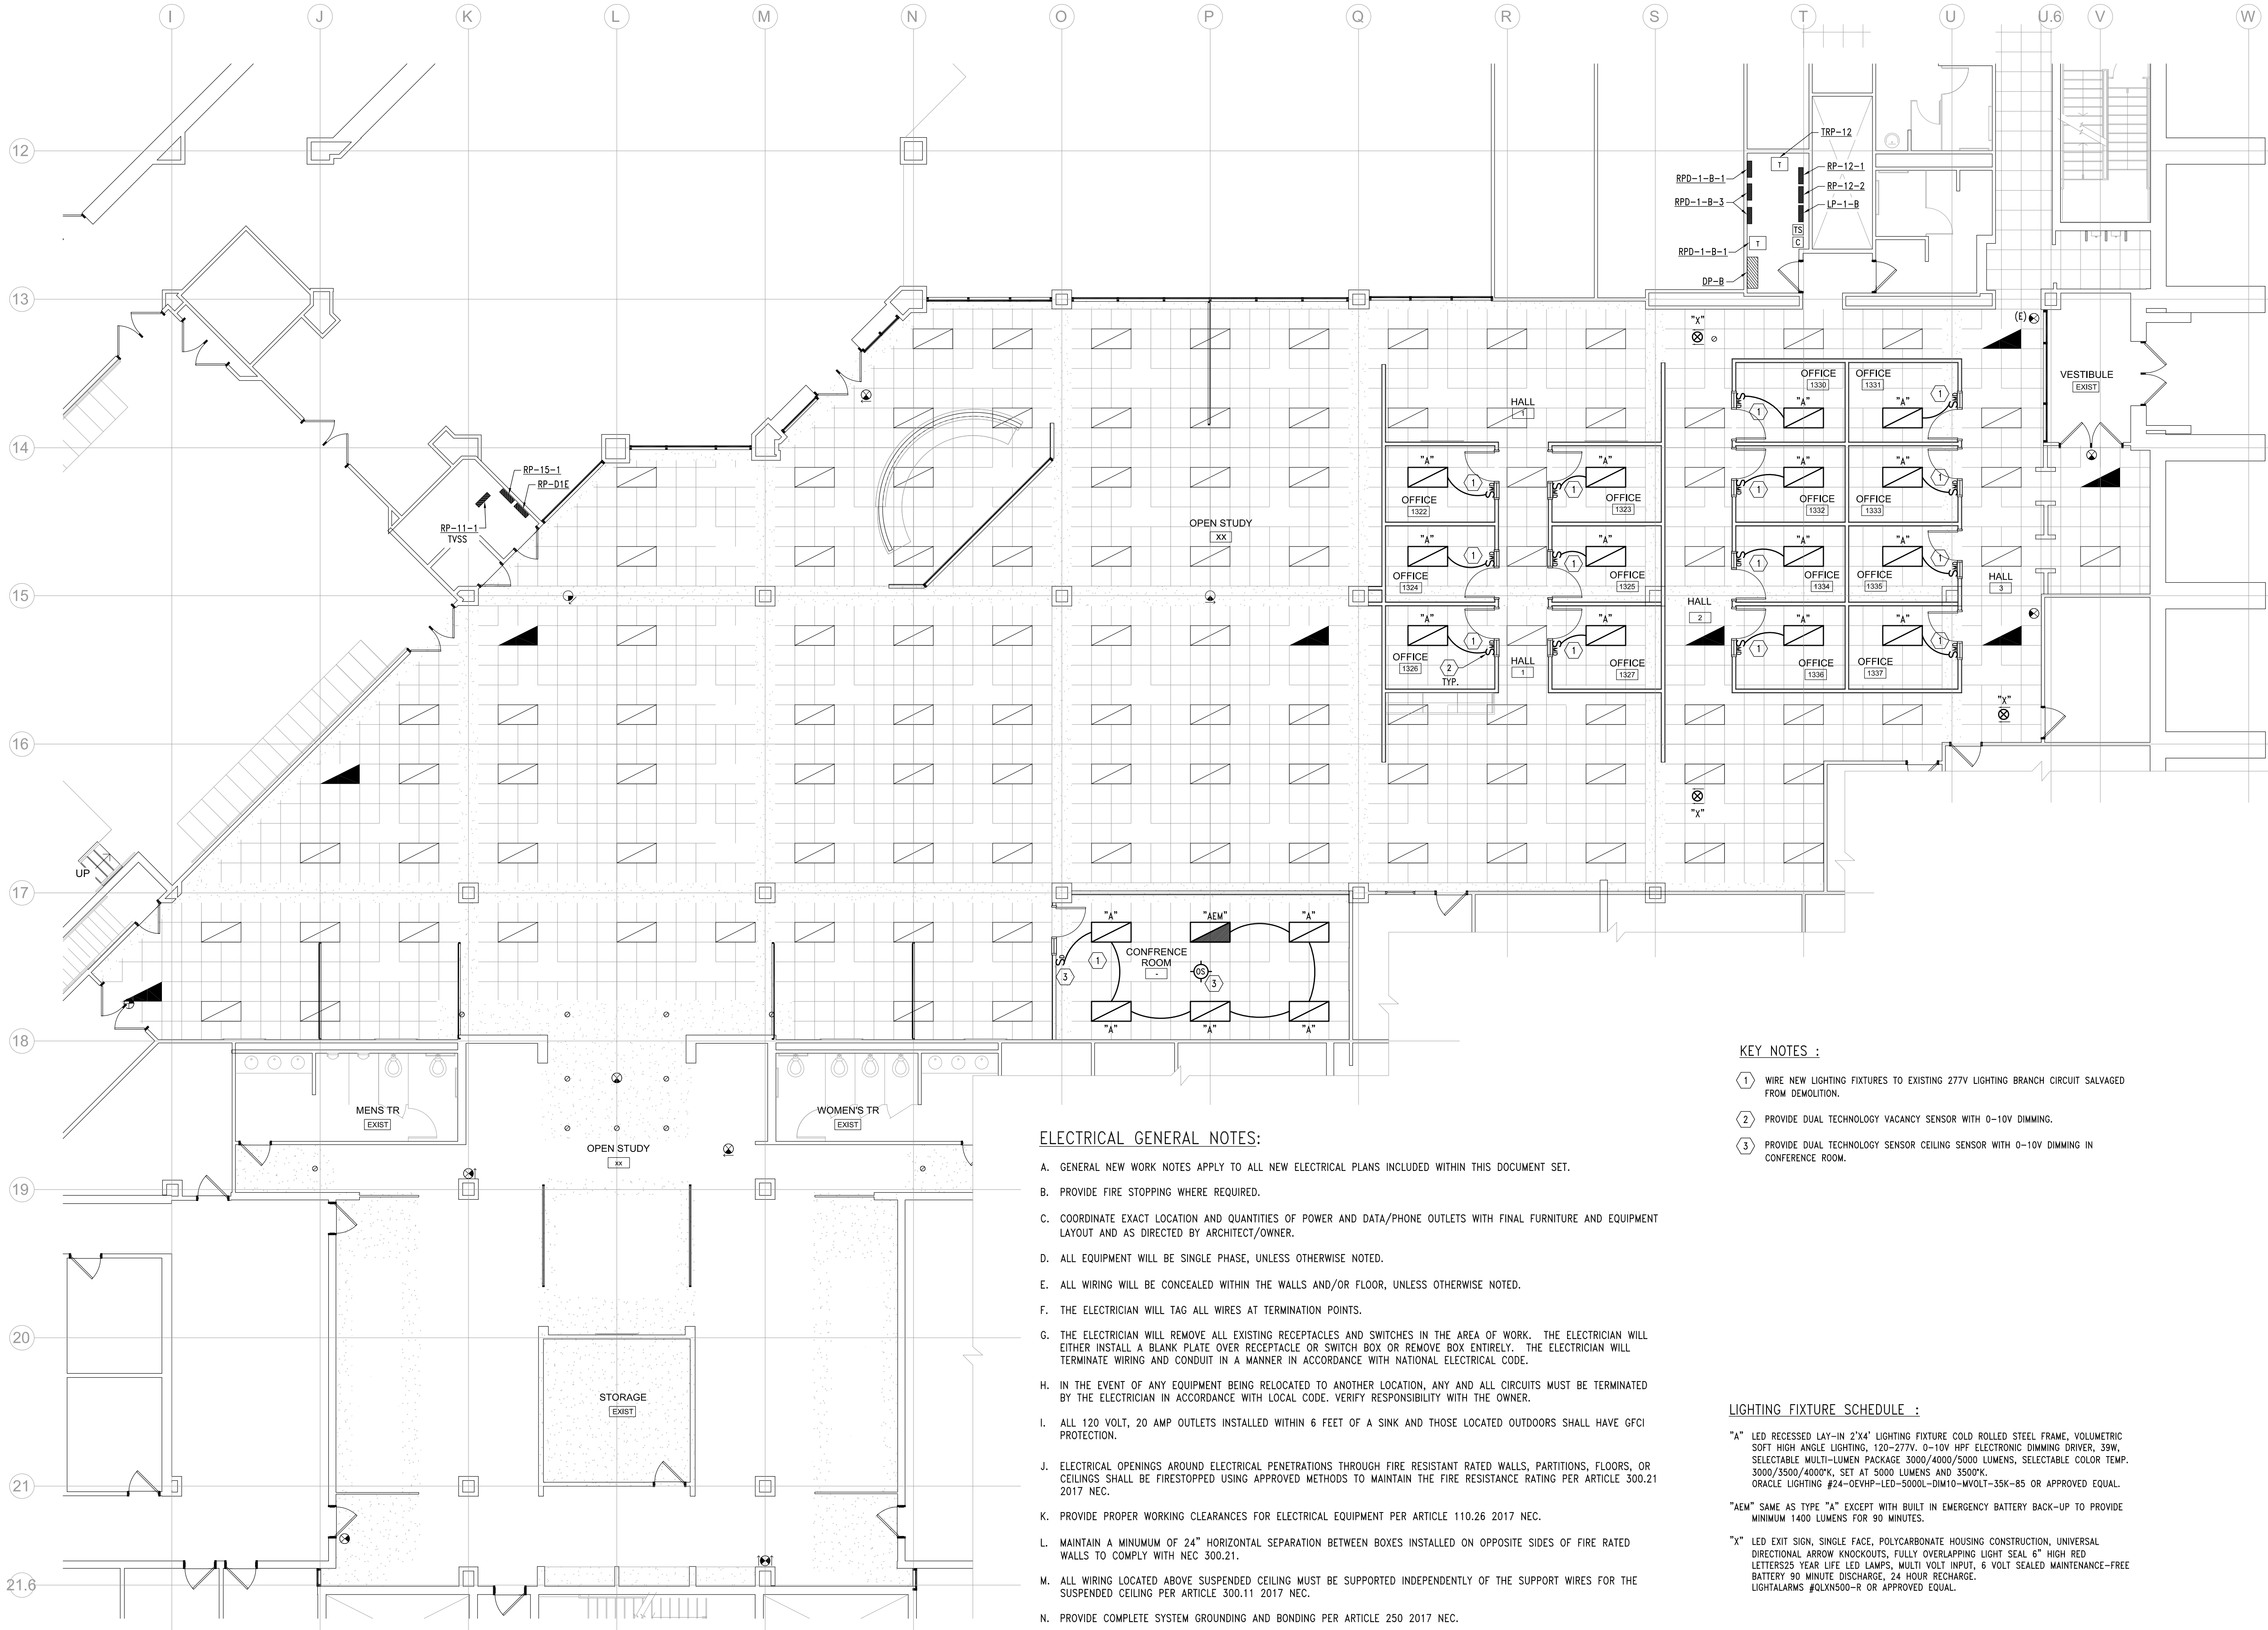 I J K L M N O P Q R S T U U.6 V W
12
TRP-12
T
RPD-1-B-1
RP-12-1
RP-12-2
RPD-1-B-3
LP-1-B
TS
C
T
RPD-1-B-1
DP-B
13
"X"
(E)
OFFICE
1330
"A"
1
OFFICE
1331
"A"
1
VESTIBULE
EXIST
HALL
1
14
RP-15-1
RP-D1E
RP-11-1
TVSS
OPEN STUDY
XX
"A"
1
OFFICE
1322
"A"
1
OFFICE
1323
"A"
1
OFFICE
1332
"A"
1
OFFICE
1333
"A"
1
OFFICE
1324
"A"
1
OFFICE
1325
"A"
1
OFFICE
1334
"A"
1
OFFICE
1335
HALL
3
15
HALL
2
"A"
1
OFFICE
1326
2
TYP.
HALL
1
"A"
1
OFFICE
1327
"A"
1
OFFICE
1336
"A"
1
OFFICE
1337
"X"
16
"X"
UP
17
"A" "AEM" "A"
CONFRENCE
ROOM
-
1
3
OS
3
"A" "A" "A"
18
MENS TR
EXIST
WOMEN'S TR
EXIST
OPEN STUDY
XX
19
20
STORAGE
EXIST
21
21.6
KEY NOTES :
1 WIRE NEW LIGHTING FIXTURES TO EXISTING 277V LIGHTING BRANCH CIRCUIT SALVAGED
FROM DEMOLITION.
2 PROVIDE DUAL TECHNOLOGY VACANCY SENSOR WITH 0-10V DIMMING.
3 PROVIDE DUAL TECHNOLOGY SENSOR CEILING SENSOR WITH 0-10V DIMMING IN
CONFERENCE ROOM.
ELECTRICAL GENERAL NOTES:
A. GENERAL NEW WORK NOTES APPLY TO ALL NEW ELECTRICAL PLANS INCLUDED WITHIN THIS DOCUMENT SET.
B. PROVIDE FIRE STOPPING WHERE REQUIRED.
C. COORDINATE EXACT LOCATION AND QUANTITIES OF POWER AND DATA/PHONE OUTLETS WITH FINAL FURNITURE AND EQUIPMENT
LAYOUT AND AS DIRECTED BY ARCHITECT/OWNER.
D. ALL EQUIPMENT WILL BE SINGLE PHASE, UNLESS OTHERWISE NOTED.
E. ALL WIRING WILL BE CONCEALED WITHIN THE WALLS AND/OR FLOOR, UNLESS OTHERWISE NOTED.
F. THE ELECTRICIAN WILL TAG ALL WIRES AT TERMINATION POINTS.
G. THE ELECTRICIAN WILL REMOVE ALL EXISTING RECEPTACLES AND SWITCHES IN THE AREA OF WORK. THE ELECTRICIAN WILL
EITHER INSTALL A BLANK PLATE OVER RECEPTACLE OR SWITCH BOX OR REMOVE BOX ENTIRELY. THE ELECTRICIAN WILL
TERMINATE WIRING AND CONDUIT IN A MANNER IN ACCORDANCE WITH NATIONAL ELECTRICAL CODE.
H. IN THE EVENT OF ANY EQUIPMENT BEING RELOCATED TO ANOTHER LOCATION, ANY AND ALL CIRCUITS MUST BE TERMINATED
BY THE ELECTRICIAN IN ACCORDANCE WITH LOCAL CODE. VERIFY RESPONSIBILITY WITH THE OWNER.
I. ALL 120 VOLT, 20 AMP OUTLETS INSTALLED WITHIN 6 FEET OF A SINK AND THOSE LOCATED OUTDOORS SHALL HAVE GFCI
PROTECTION.
J. ELECTRICAL OPENINGS AROUND ELECTRICAL PENETRATIONS THROUGH FIRE RESISTANT RATED WALLS, PARTITIONS, FLOORS, OR
CEILINGS SHALL BE FIRESTOPPED USING APPROVED METHODS TO MAINTAIN THE FIRE RESISTANCE RATING PER ARTICLE 300.21
2017 NEC.
K. PROVIDE PROPER WORKING CLEARANCES FOR ELECTRICAL EQUIPMENT PER ARTICLE 110.26 2017 NEC.
L. MAINTAIN A MINUMUM OF 24" HORIZONTAL SEPARATION BETWEEN BOXES INSTALLED ON OPPOSITE SIDES OF FIRE RATED
WALLS TO COMPLY WITH NEC 300.21.
M. ALL WIRING LOCATED ABOVE SUSPENDED CEILING MUST BE SUPPORTED INDEPENDENTLY OF THE SUPPORT WIRES FOR THE
SUSPENDED CEILING PER ARTICLE 300.11 2017 NEC.
N. PROVIDE COMPLETE SYSTEM GROUNDING AND BONDING PER ARTICLE 250 2017 NEC.
LIGHTING FIXTURE SCHEDULE :
"A" LED RECESSED LAY-IN 2'X4' LIGHTING FIXTURE COLD ROLLED STEEL FRAME, VOLUMETRIC
SOFT HIGH ANGLE LIGHTING, 120-277V. 0-10V HPF ELECTRONIC DIMMING DRIVER, 39W,
SELECTABLE MULTI-LUMEN PACKAGE 3000/4000/5000 LUMENS, SELECTABLE COLOR TEMP.
3000/3500/4000°K, SET AT 5000 LUMENS AND 3500°K.
ORACLE LIGHTING #24-OEVHP-LED-5000L-DIM10-MVOLT-35K-85 OR APPROVED EQUAL.
"AEM" SAME AS TYPE "A" EXCEPT WITH BUILT IN EMERGENCY BATTERY BACK-UP TO PROVIDE
MINIMUM 1400 LUMENS FOR 90 MINUTES.
"X" LED EXIT SIGN, SINGLE FACE, POLYCARBONATE HOUSING CONSTRUCTION, UNIVERSAL
DIRECTIONAL ARROW KNOCKOUTS, FULLY OVERLAPPING LIGHT SEAL 6" HIGH RED
LETTERS25 YEAR LIFE LED LAMPS, MULTI VOLT INPUT, 6 VOLT SEALED MAINTENANCE-FREE
BATTERY 90 MINUTE DISCHARGE, 24 HOUR RECHARGE.
LIGHTALARMS #QLXN500-R OR APPROVED EQUAL.